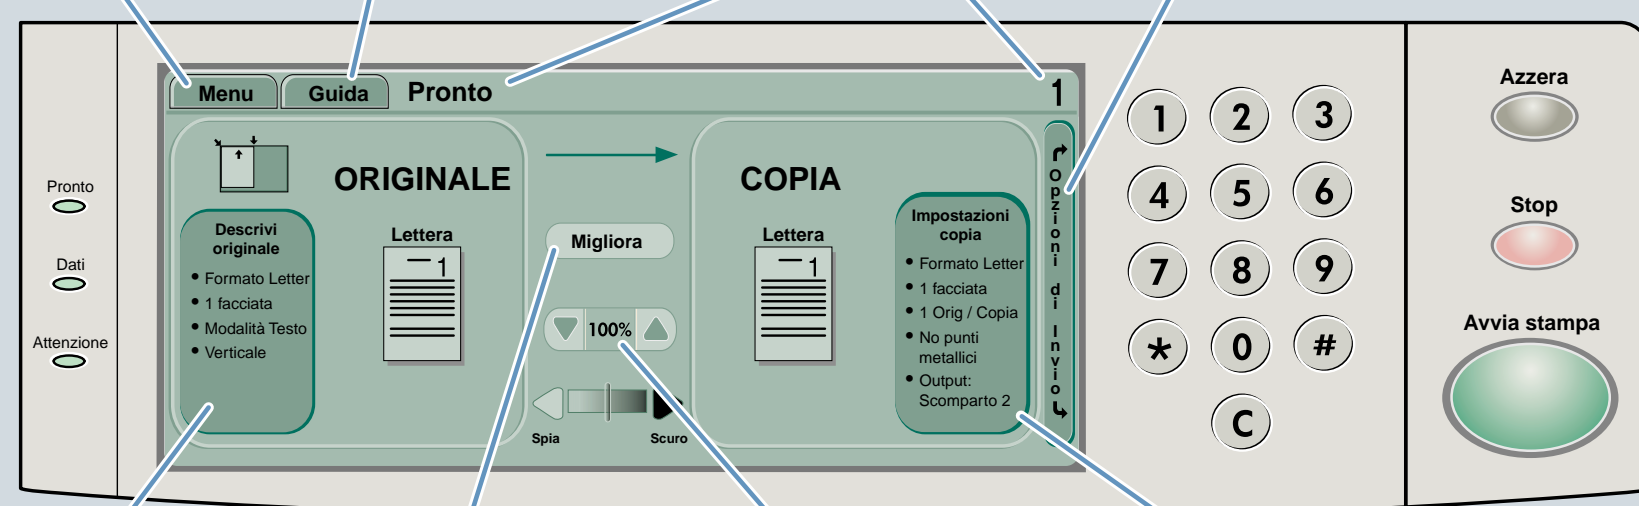 Pronto
Dati
Attenzione
Menu
Guida
Pronto
1
ORIGINALE
Descrivi
originale
• Formato Letter
• 1 facciata
• Modalità Testo
• Verticale
Lettera
1
Migliora
100%
Spia
Scuro
COPIA
Lettera
1
Impostazioni
copia
• Formato Letter
• 1 facciata
• 1 Orig / Copia
• No punti
metallici
• Output:
Scomparto 2
Opzioni di Invio
1
2
3
4
5
6
7
8
9
*
0
#
C
Azzera
Stop
Avvia stampa